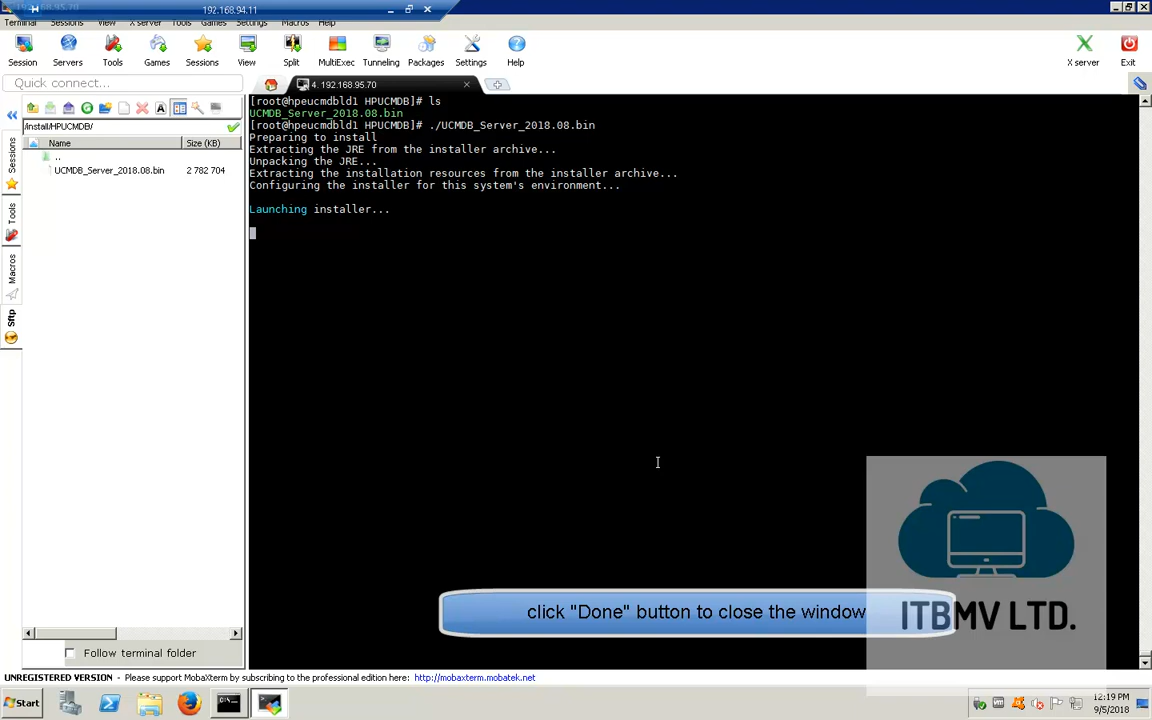 192.168.94.11
Terminal Sessions View X server Tools Games Settings Macros Help
Session Servers Tools Games Sessions View Split MultiExec Tunneling Packages Settings Help X server Exit
Quick connect...
4. 192.168.95.70
/install/HPUCMDB/
Name Size (KB)
..
UCMDB_Server_2018.08.bin 2 782 704
Sessions
Tools
Macros
Sftp
[root@hpeucmdbld1 HPUCMDB]# ls
UCMDB_Server_2018.08.bin
[root@hpeucmdbld1 HPUCMDB]# ./UCMDB_Server_2018.08.bin
Preparing to install
Extracting the JRE from the installer archive...
Unpacking the JRE...
Extracting the installation resources from the installer archive...
Configuring the installer for this system's environment...
Launching installer...
click "Done" button to close the window
ITBMV LTD.
Follow terminal folder
UNREGISTERED VERSION - Please support MobaXterm by subscribing to the professional edition here: http://mobaxterm.mobatek.net
Start
12:19 PM
9/5/2018